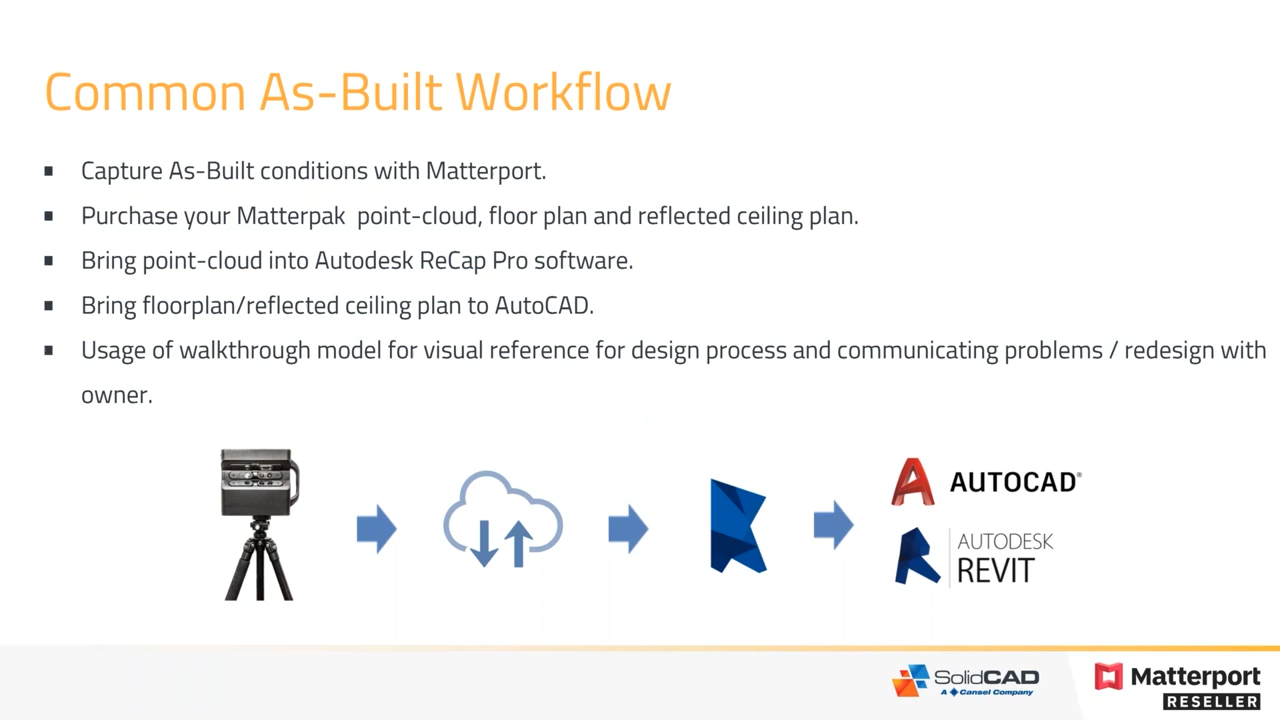 Common As-Built Workflow
▪ Capture As-Built conditions with Matterport.
▪ Purchase your Matterpak point-cloud, floor plan and reflected ceiling plan.
▪ Bring point-cloud into Autodesk ReCap Pro software.
▪ Bring floorplan/reflected ceiling plan to AutoCAD.
▪ Usage of walkthrough model for visual reference for design process and communicating problems / redesign with
owner.
AUTOCAD®
AUTODESK
REVIT
SolidCAD
A Cansel Company
Matterport
RESELLER